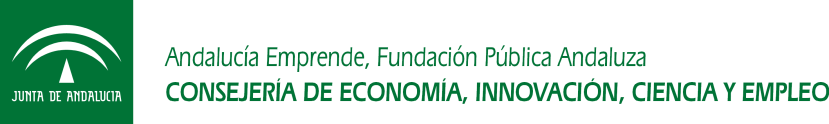 JUNTA DE ANDALUCIA
Andalucía Emprende, Fundación Pública Andaluza
CONSEJERÍA DE ECONOMÍA, INNOVACIÓN, CIENCIA Y EMPLEO